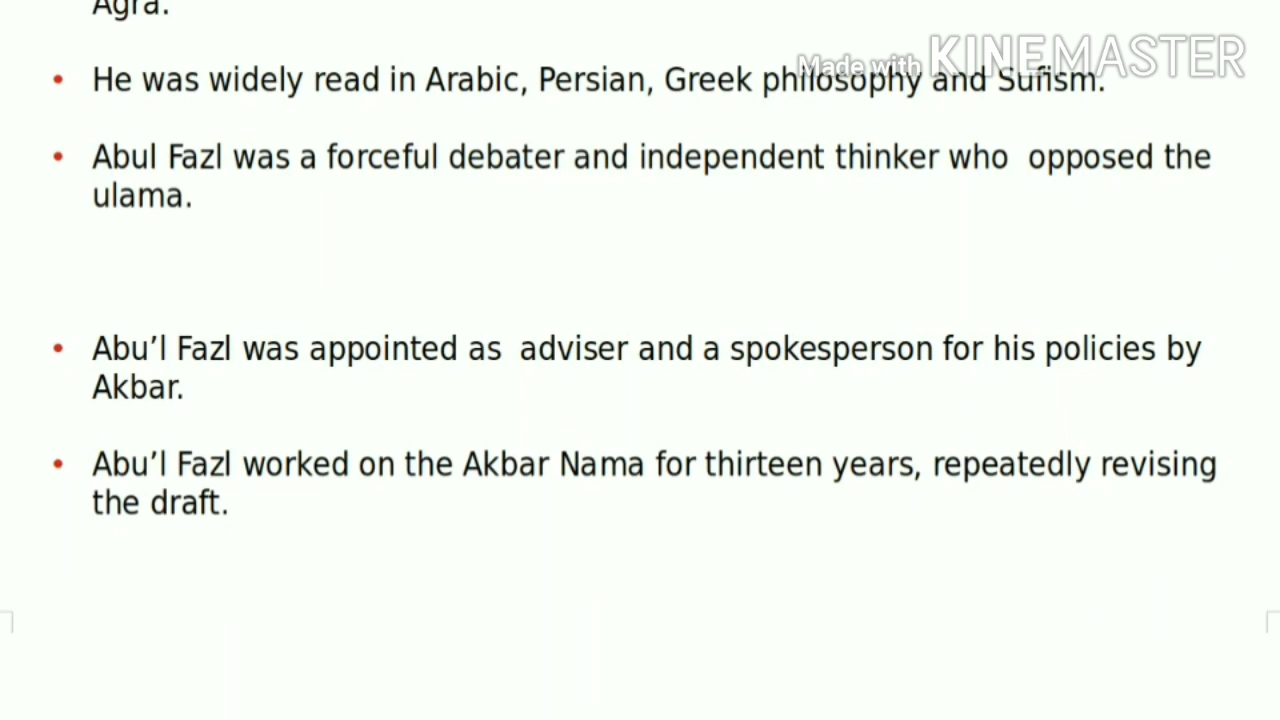 Agra.
Made with KINEMASTER
• He was widely read in Arabic, Persian, Greek philosophy and Sufism.
• Abul Fazl was a forceful debater and independent thinker who  opposed the
ulama.
• Abu’l Fazl was appointed as  adviser and a spokesperson for his policies by
Akbar.
• Abu’l Fazl worked on the Akbar Nama for thirteen years, repeatedly revising
the draft.